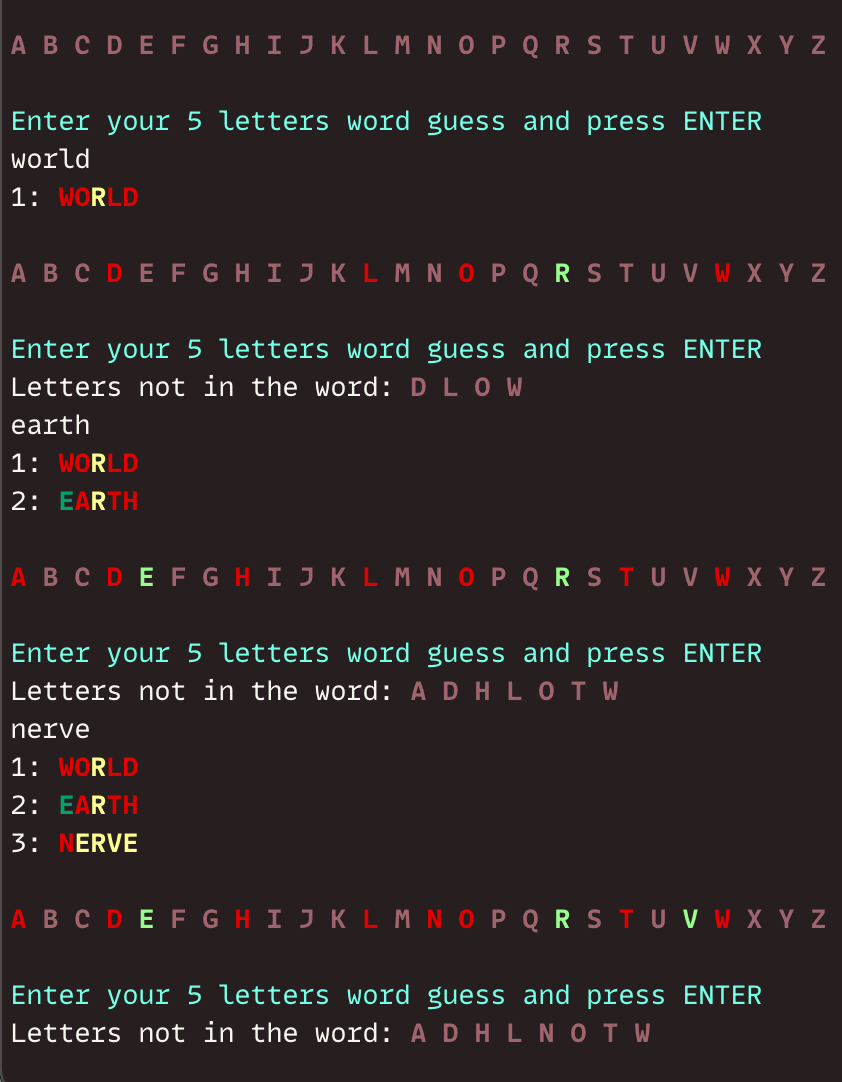 A B C D E F G H I J K L M N O P Q R S T U V W X Y Z
Enter your 5 letters word guess and press ENTER
world
1: WORLD
A B C D E F G H I J K L M N O P Q R S T U V W X Y Z
Enter your 5 letters word guess and press ENTER
Letters not in the word: D L O W
earth
1: WORLD
2: EARTH
A B C D E F G H I J K L M N O P Q R S T U V W X Y Z
Enter your 5 letters word guess and press ENTER
Letters not in the word: A D H L O T W
nerve
1: WORLD
2: EARTH
3: NERVE
A B C D E F G H I J K L M N O P Q R S T U V W X Y Z
Enter your 5 letters word guess and press ENTER
Letters not in the word: A D H L N O T W